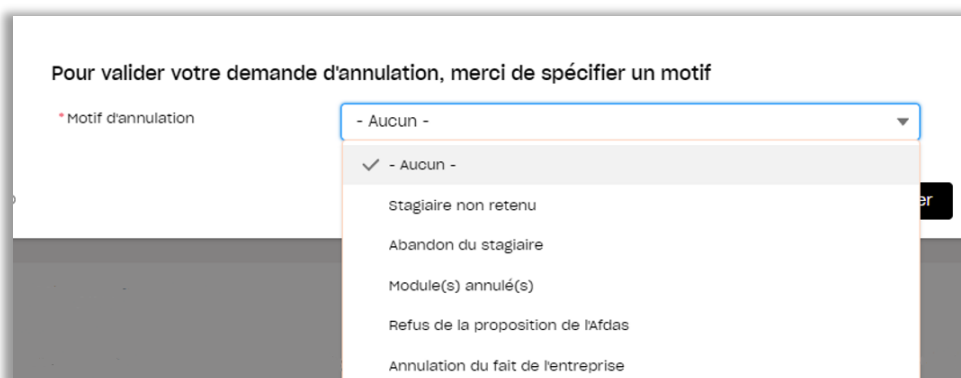 Pour valider votre demande d'annulation, merci de spécifier un motif
* Motif d'annulation
- Aucun -
- Aucun -
Stagiaire non retenu
er
Abandon du stagiaire
Module(s) annulé(s)
Refus de la proposition de l'Afdas
Annulation du fait de l'entreprise